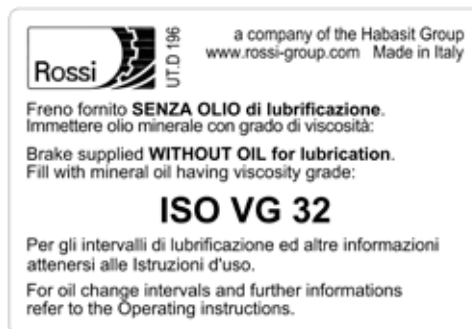 Rossi
UT.D 196
a company of the Habasit Group
www.rossi-group.com Made in Italy
Freno fornito SENZA OLIO di lubrificazione.
Immettere olio minerale con grado di viscosità:
Brake supplied WITHOUT OIL for lubrication.
Fill with mineral oil having viscosity grade:
ISO VG 32
Per gli intervalli di lubrificazione ed altre informazioni
attenersi alle Istruzioni d'uso.
For oil change intervals and further informations
refer to the Operating instructions.